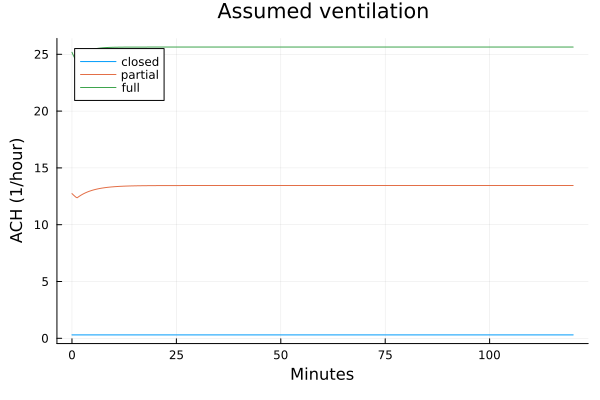 Assumed ventilation
ACH (1/hour)
25
20
15
10
5
0
closed
partial
full
0 25 50 75 100
Minutes